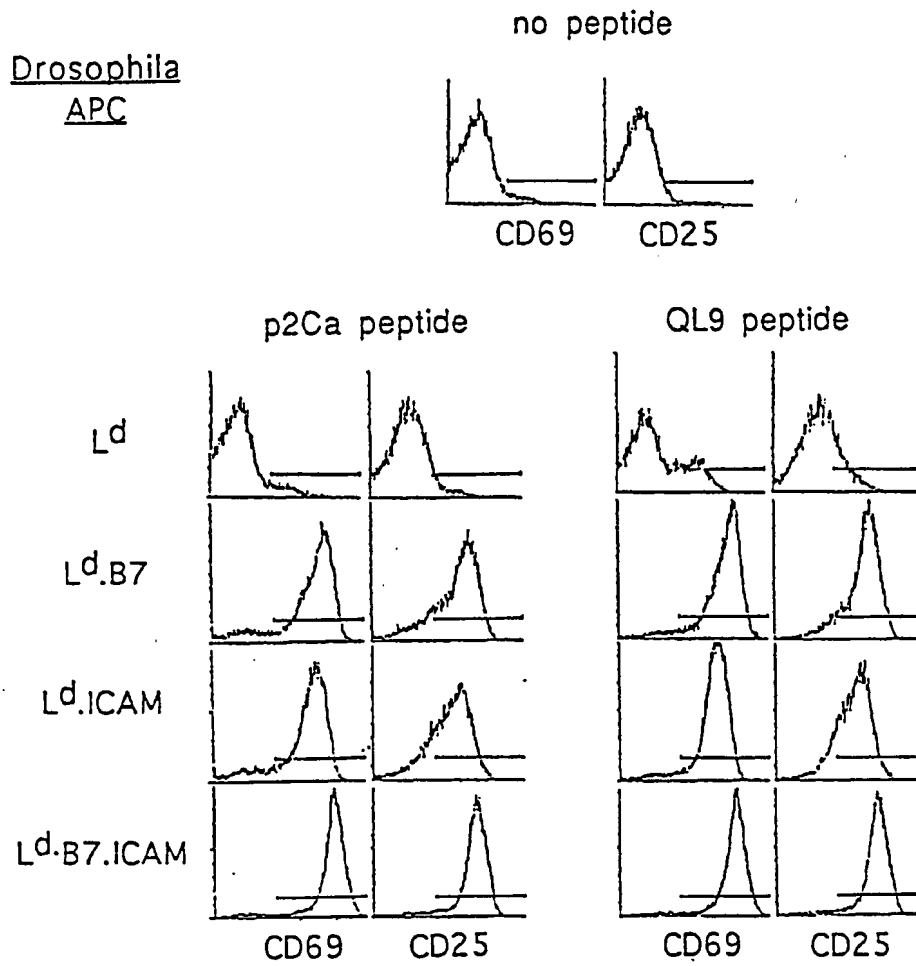 no peptide
Drosophila
APC
CD69 CD25
p2Ca peptide QL9 peptide
Ld
Ld.B7
Ld.ICAM
Ld.B7.ICAM
CD69 CD25 CD69 CD25